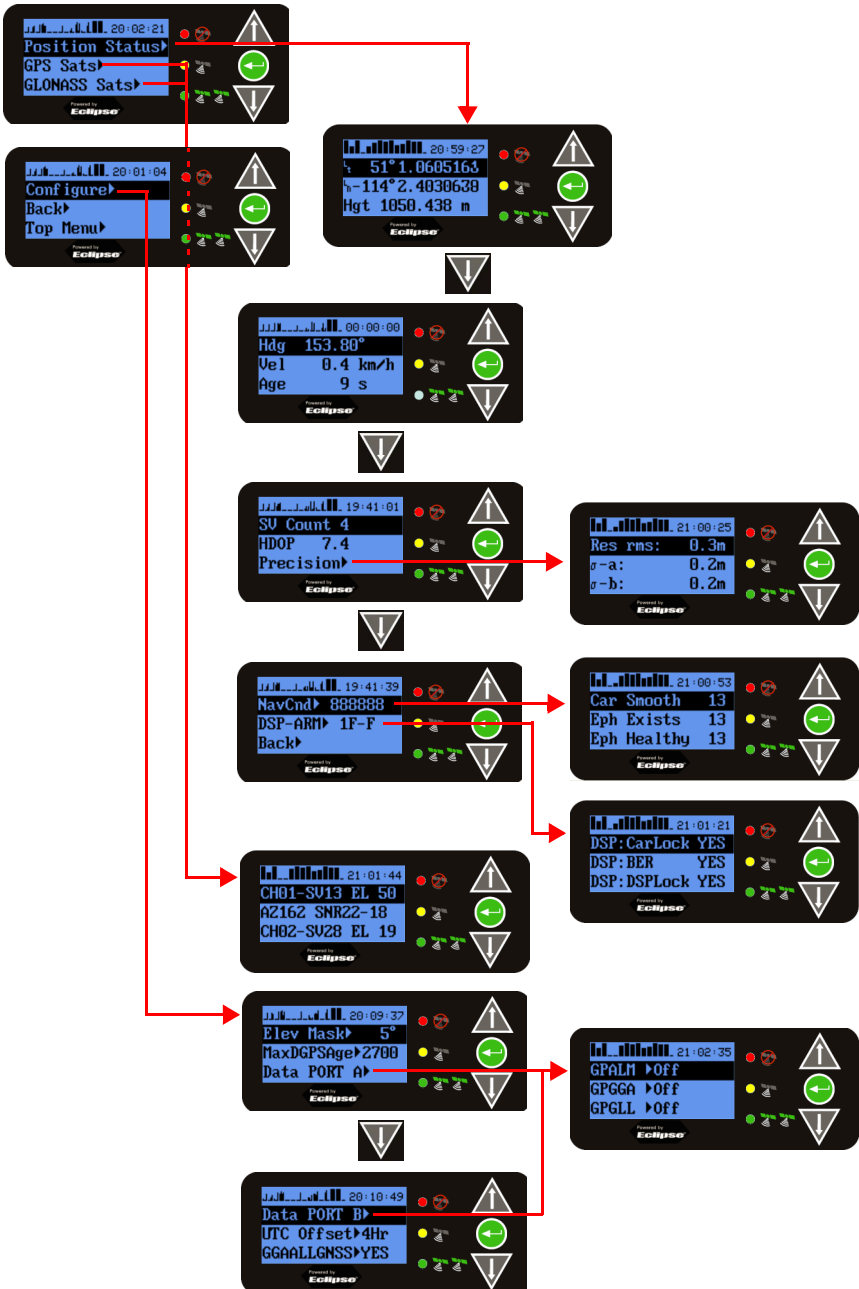 20:02:21
Position Status
GPS Sats
GLONASS Sats
Powered by
Eclipse
20:01:04
Configure
Back
Top Menu
Powered by
Eclipse
20:59:27
Lt 51°1.0605163
Ln -114°2.4030630
Hgt 1050.438 m
Powered by
Eclipse
00:00:00
Hdg 153.80°
Vel 0.4 km/h
Age 9 s
Powered by
Eclipse
19:41:01
SV Count 4
HDOP 7.4
Precision
Powered by
Eclipse
21:00:25
Res rms: 0.3m
σ-a: 0.2m
σ-b: 0.2m
Powered by
Eclipse
19:41:39
NavCnd 888888
DSP-ARM 1F-F
Back
Powered by
Eclipse
21:00:53
Car Smooth 13
Eph Exists 13
Eph Healthy 13
Powered by
Eclipse
21:01:21
DSP:CarLock YES
DSP:BER YES
DSP:DSPLock YES
Powered by
Eclipse
21:01:44
CH01-SV13 EL 50
AZ162 SNR22-18
CH02-SV28 EL 19
Powered by
Eclipse
20:09:37
Elev Mask 5°
MaxDGPSAge 2700
Data PORT A
Powered by
Eclipse
21:02:35
GPALM Off
GPGGA Off
GPGLL Off
Powered by
Eclipse
20:10:49
Data PORT B
UTC Offset 4Hr
GGAALLGNSS YES
Powered by
Eclipse